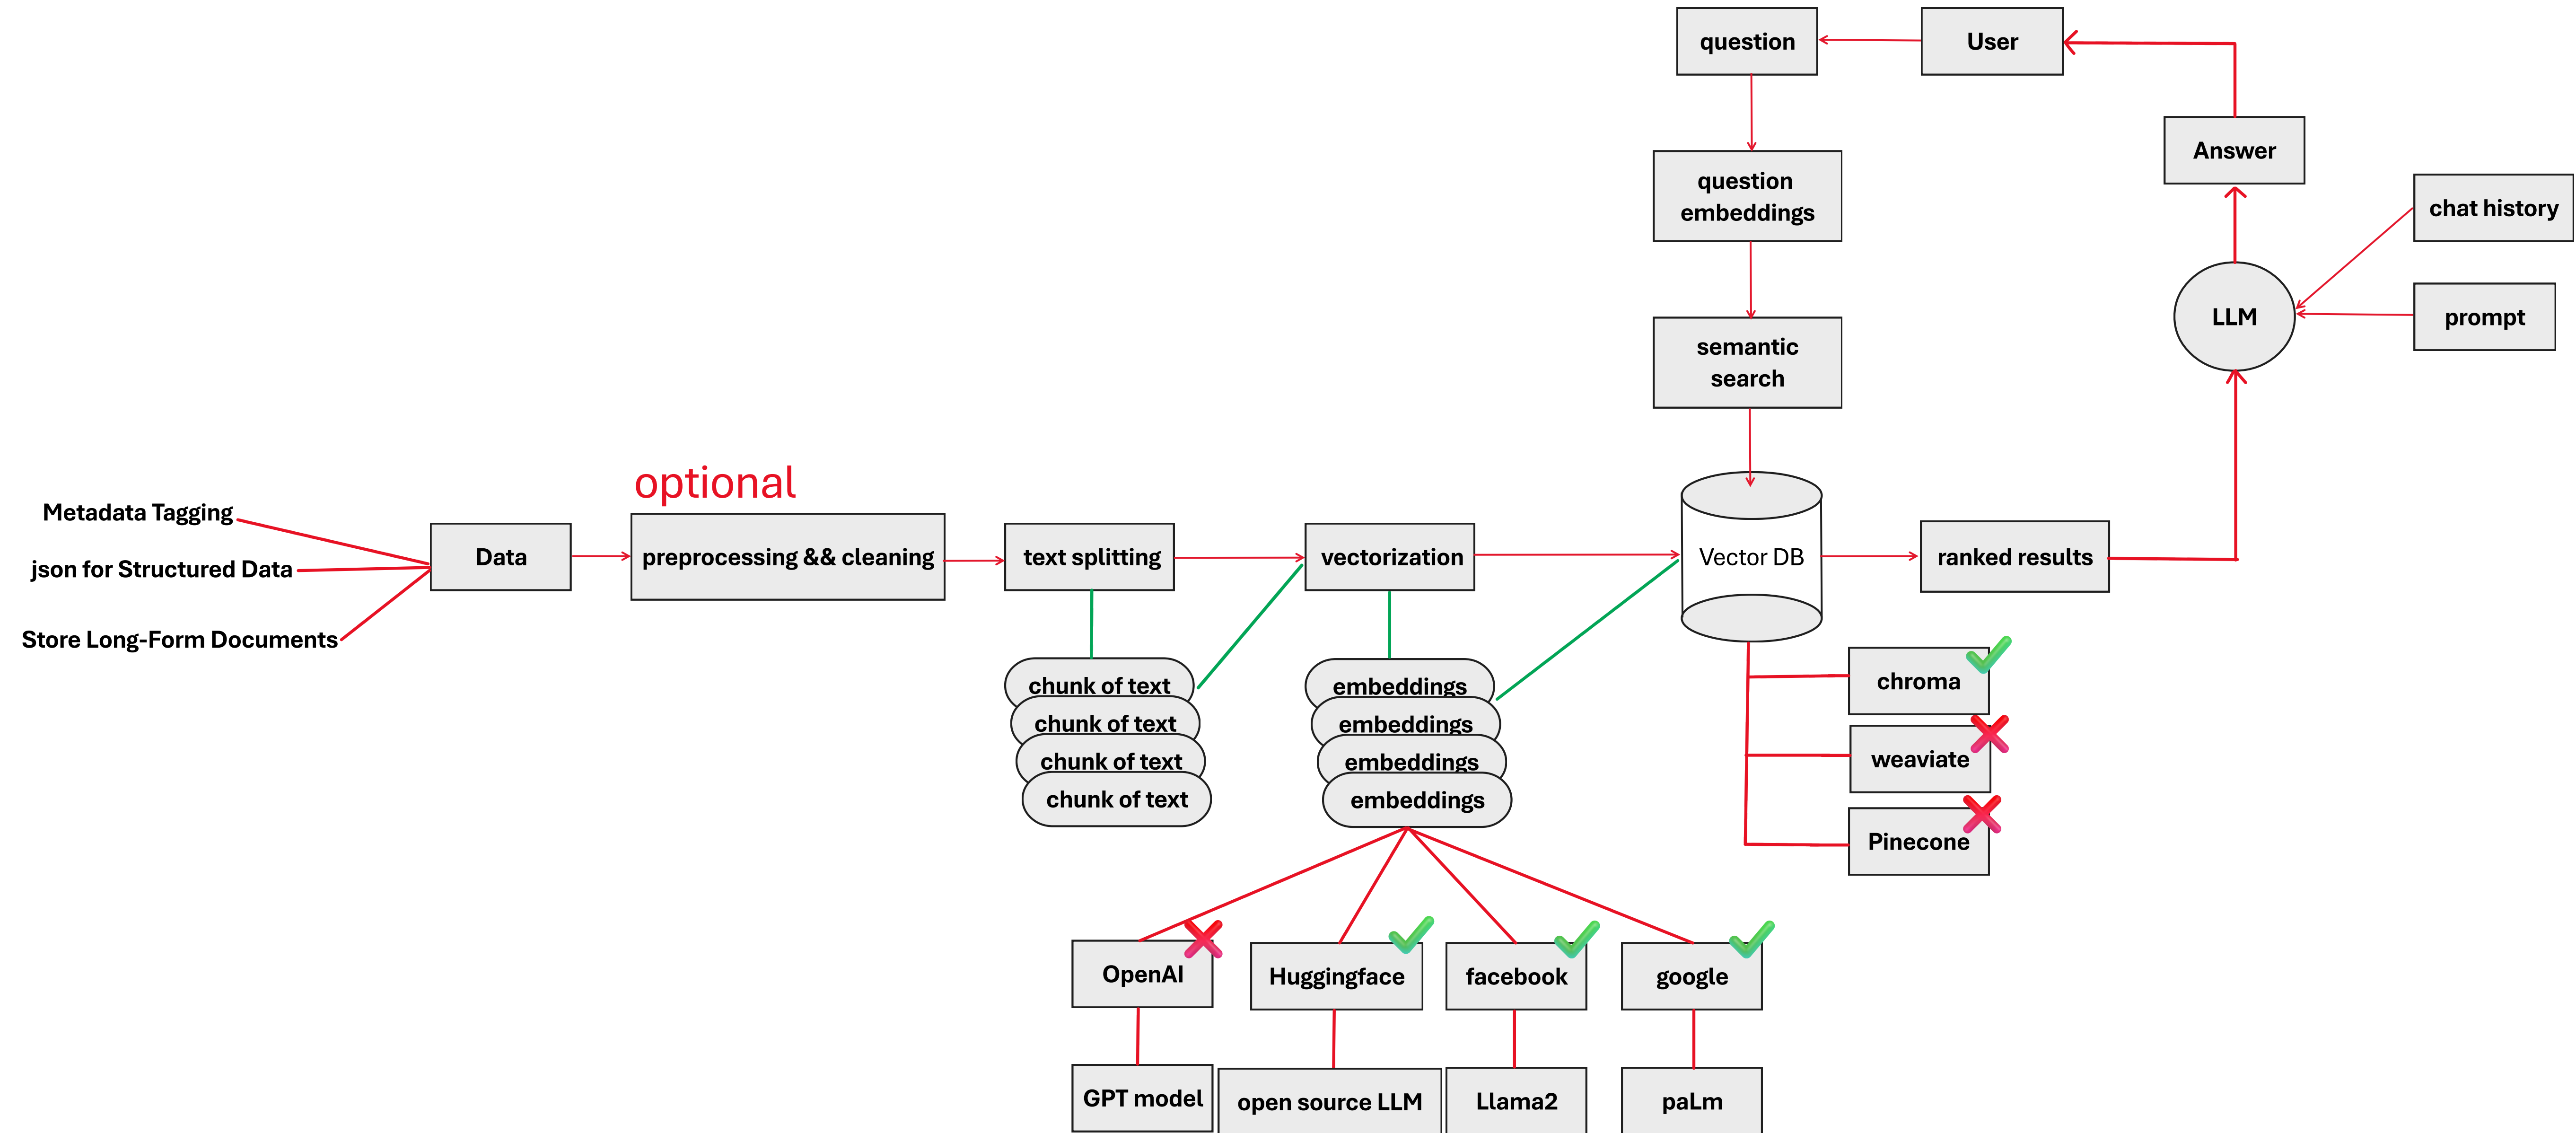 question
User
Answer
question
embeddings
chat history
LLM
prompt
semantic
search
optional
Metadata Tagging
json for Structured Data
Store Long-Form Documents
Data
preprocessing && cleaning
text splitting
vectorization
Vector DB
ranked results
chunk of text
chunk of text
chunk of text
chunk of text
embeddings
embeddings
embeddings
embeddings
chroma
weaviate
Pinecone
OpenAI
Huggingface
facebook
google
GPT model
open source LLM
Llama2
paLm